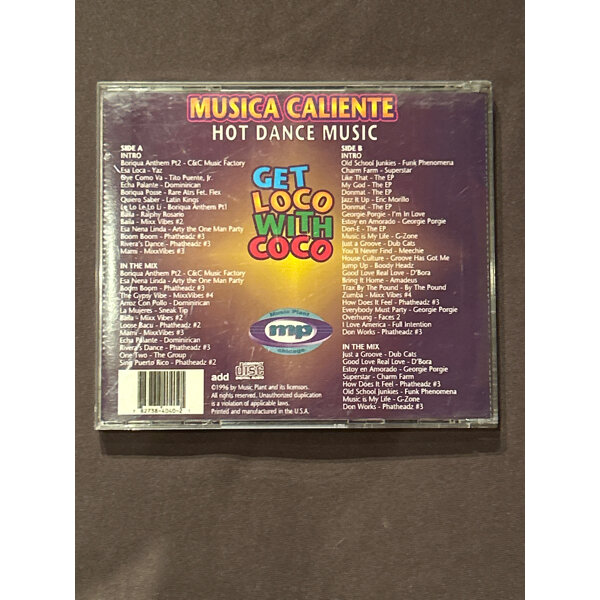 MUSICA CALIENTE
HOT DANCE MUSIC
SIDE A
INTRO
Boriqua Anthem Pt2 - C&C Music Factory
Esa Loca - Yaz
Oye Como Va - Tito Puente, Jr.
Echa Palante - Dominirican
Boriqua Posse - Rare Airs Fet. Flex
Quiero Saber - Latin Kings
Le Lo Le Lo Li - Boriqua Anthem Pt1
Baila - Ralphy Rosario
Baila - Mixx Vibes #2
Esa Nena Linda - Arty the One Man Party
Boom Boom - Phatheadz #3
Rivera's Dance - Phatheadz #3
Mami - MixxVibes #3
IN THE MIX
Boriqua Anthem Pt2 - C&C Music Factory
Esa Nena Linda - Arty the One Man Party
Boom Boom - Phatheadz #3
The Gypsy Vibe - MixxVibes #4
Arroz Con Pollo - Dominirican
La Mujeres - Sneak Tip
Baila - MixxVibes #2
Loose Bacu - Phatheadz #2
Mami - MixxVibes #3
Echa Palante - Dominirican
Rivera's Dance - Phatheadz #3
One Two - The Group
Sing Puerto Rico - Phatheadz #2
GET
LOCO
WITH
COCO
Music Plant
mp
Chicago
SIDE B
INTRO
Old School Junkies - Funk Phenomena
Charm Farm - Superstar
Like That - The EP
My God - The EP
Donmat - The EP
Jazz It Up - Eric Morillo
Donmat - The EP
Georgie Porgie - I'm in Love
Estoy en Amorado - Georgie Porgie
Don-E - The EP
Music is My Life - G-Zone
Just a Groove - Dub Cats
You'll Never Find - Meechie
House Culture - Groove Has Got Me
Jump Up - Boody Headz
Good Love Real Love - D'Bora
Bring It Home - Amadeus
Trax By The Pound - By The Pound
Zumba - MixxVibes #4
How Does It Feel - Phatheadz #3
Everybody Must Party - Georgie Porgie
Overhung - Faces 2
I Love America - Full Intention
Don Works - Phatheadz #3
IN THE MIX
Just a Groove - Dub Cats
Good Love Real Love - D'Bora
Estoy en Amorado - Georgie Porgie
Superstar - Charm Farm
How Does It Feel - Phatheadz #3
Old School Junkies - Funk Phenomena
Music is My Life - G-Zone
Don Works - Phatheadz #3
add
COMPACT
DISC
©1996 by Music Plant and its licensors.
All rights reserved. Unauthorized duplication
is a violation of applicable laws.
Printed and manufactured in the U.S.A.